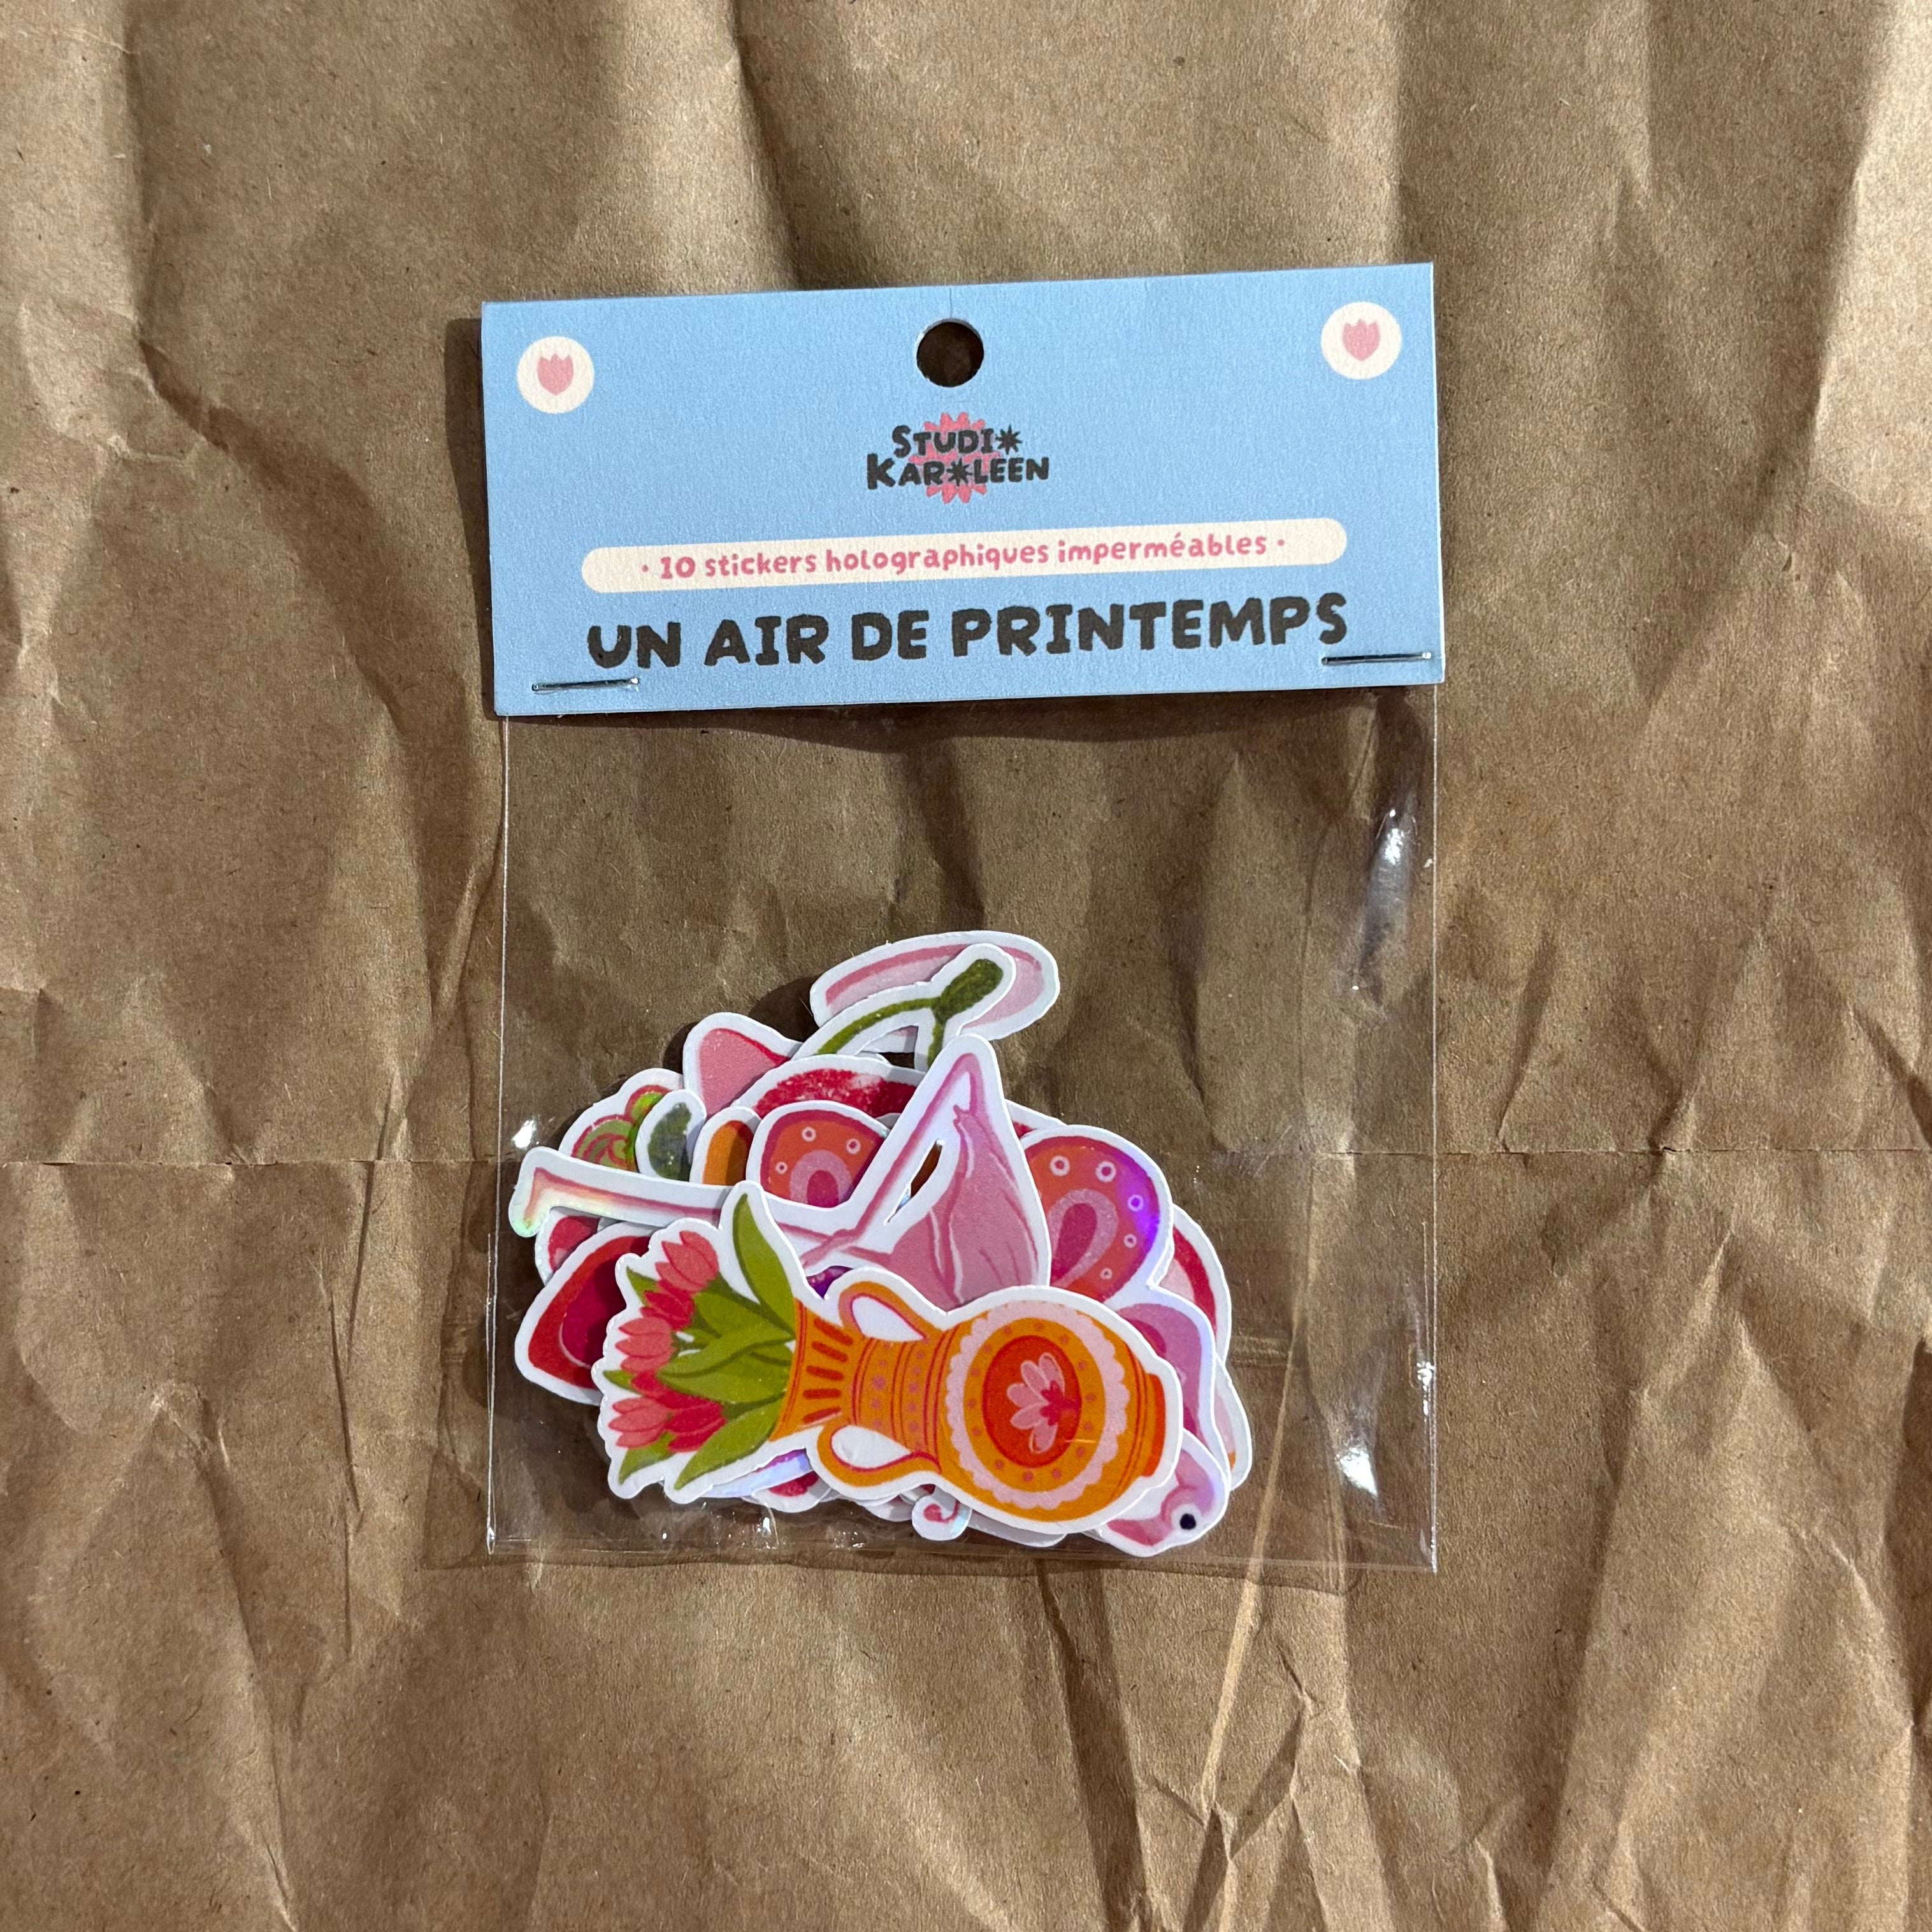 STUDIO
KAROLEEN
· 10 stickers holographiques imperméables ·
UN AIR DE PRINTEMPS